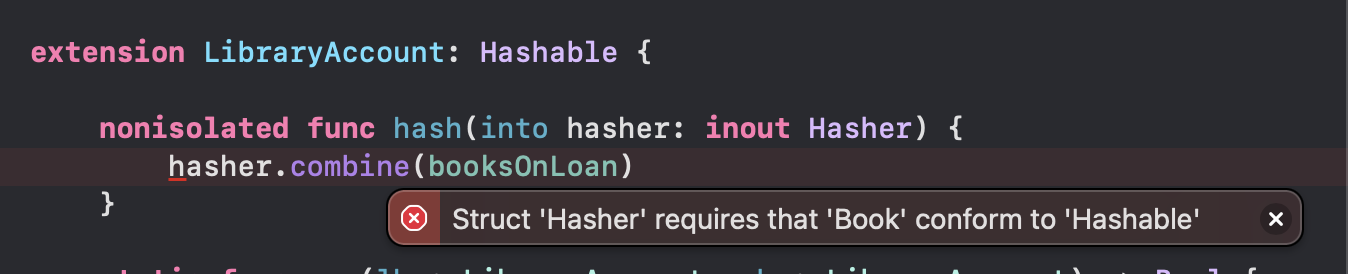 extension LibraryAccount: Hashable {
nonisolated func hash(into hasher: inout Hasher) {
hasher.combine(booksOnLoan)
}
Struct 'Hasher' requires that 'Book' conform to 'Hashable'